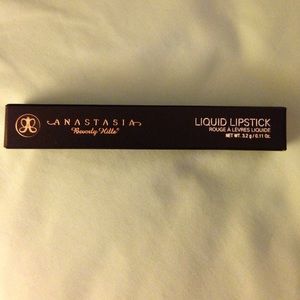 ANASTASIA
Beverly Hills®
LIQUID LIPSTICK
ROUGE À LÈVRES LIQUIDE
NET WT. 3.2 g / 0.11 Oz.